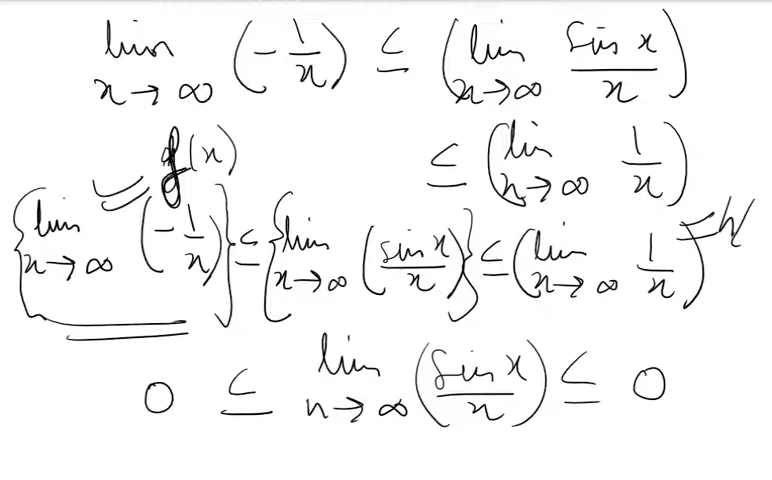 lim x→∞ (-1/x) ≤ (lim x→∞ sin x/x)
≤ (lim x→∞ 1/x)
g(x)
{lim x→∞ (-1/x)} ≤ {lim x→∞ (sin x/x)} ≤ (lim x→∞ 1/x) h
0 ≤ lim x→∞ (sin x/x) ≤ 0